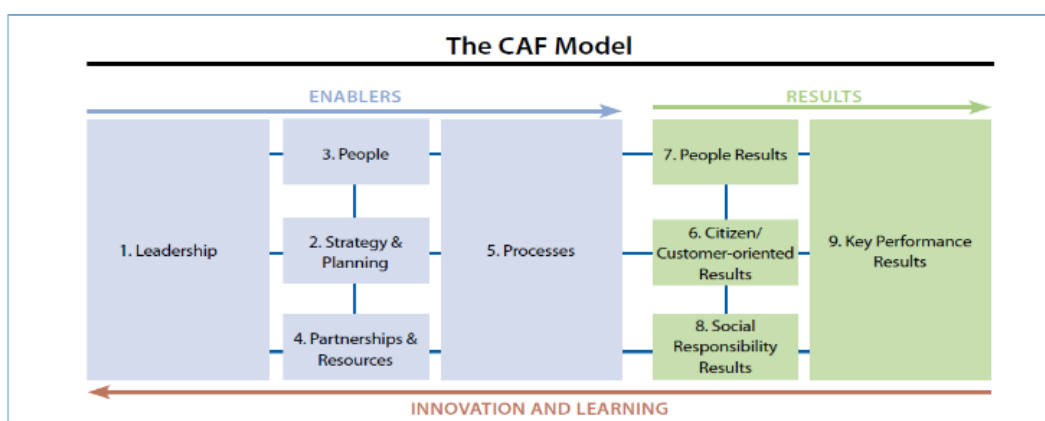 The CAF Model
ENABLERS
RESULTS
1. Leadership
3. People
2. Strategy &
Planning
4. Partnerships &
Resources
5. Processes
7. People Results
6. Citizen/
Customer-oriented
Results
8. Social
Responsibility
Results
9. Key Performance
Results
INNOVATION AND LEARNING